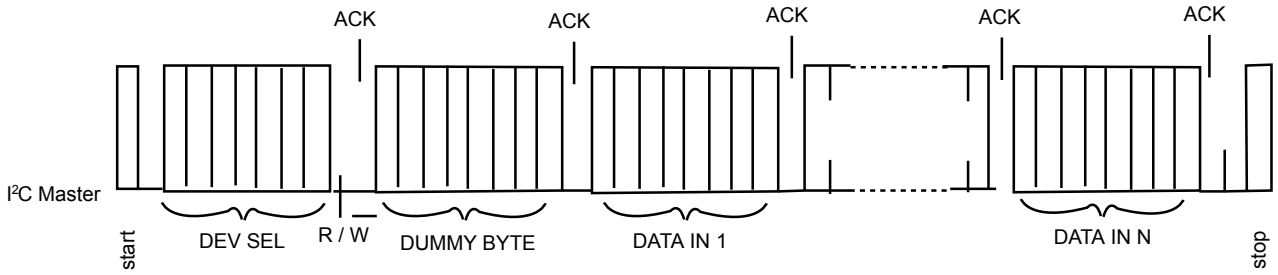 ACK ACK ACK ACK ACK
I²C Master
start DEV SEL R / W DUMMY BYTE DATA IN 1 DATA IN N stop